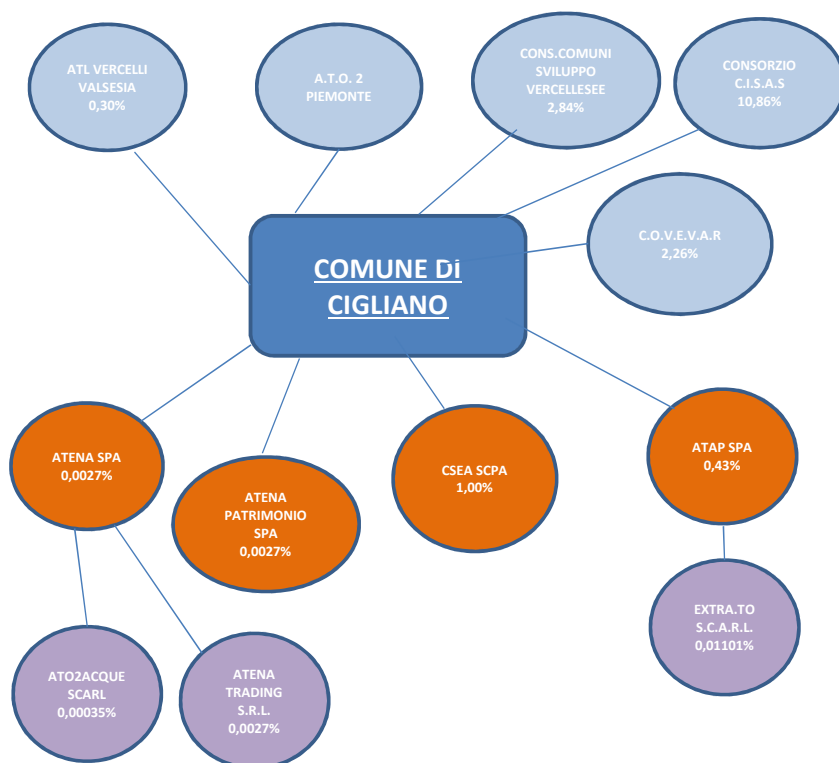 ATL VERCELLI
VALSESIA
0,30%
A.T.O. 2
PIEMONTE
CONS.COMUNI
SVILUPPO
VERCELLESEE
2,84%
CONSORZIO
C.I.S.A.S
10,86%
C.O.V.E.V.A.R
2,26%
COMUNE DI
CIGLIANO
ATENA SPA
0,0027%
ATENA
PATRIMONIO
SPA
0,0027%
CSEA SCPA
1,00%
ATAP SPA
0,43%
ATO2ACQUE
SCARL
0,00035%
ATENA
TRADING
S.R.L.
0,0027%
EXTRA.TO
S.C.A.R.L.
0,01101%